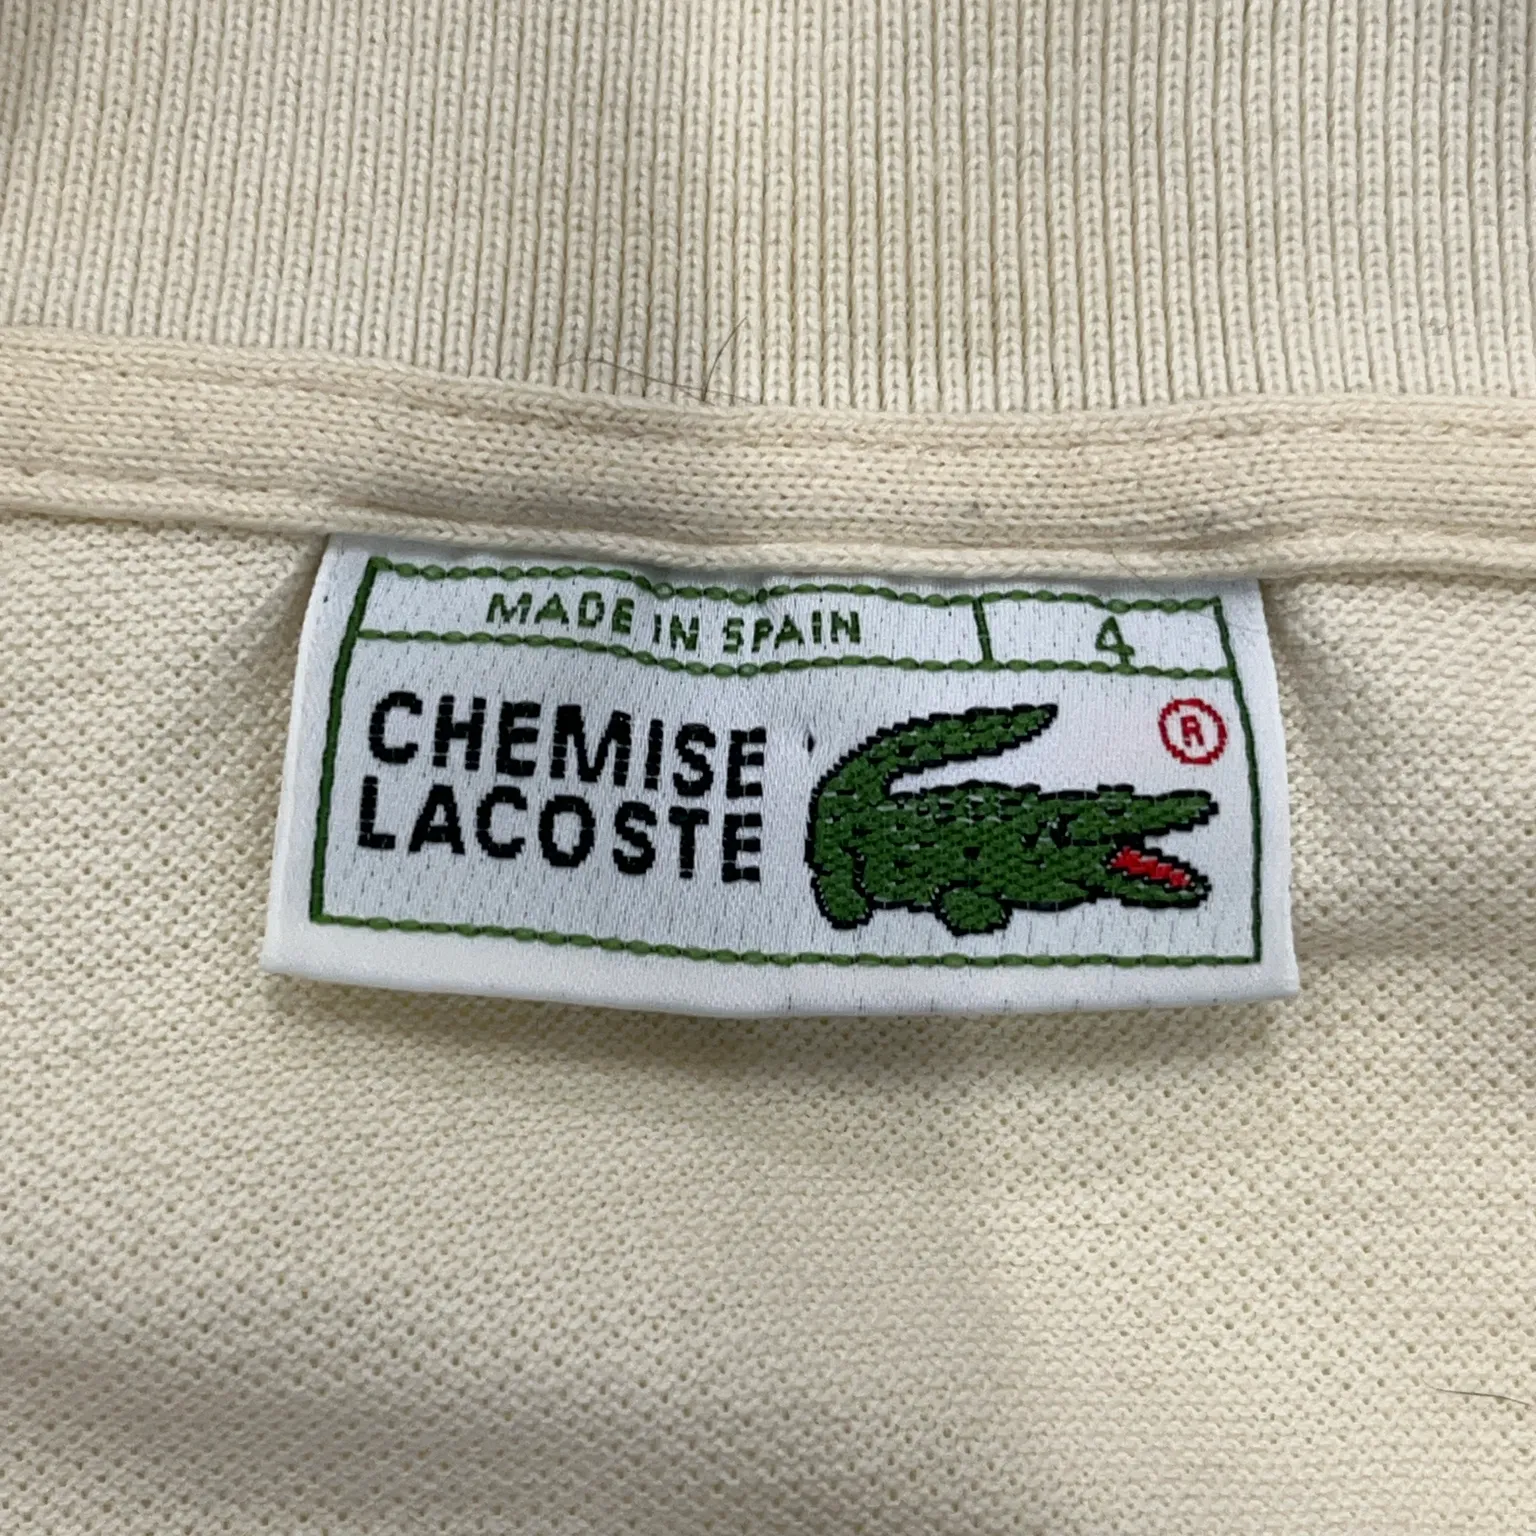 MADE IN SPAIN 4
CHEMISE
LACOSTE
®